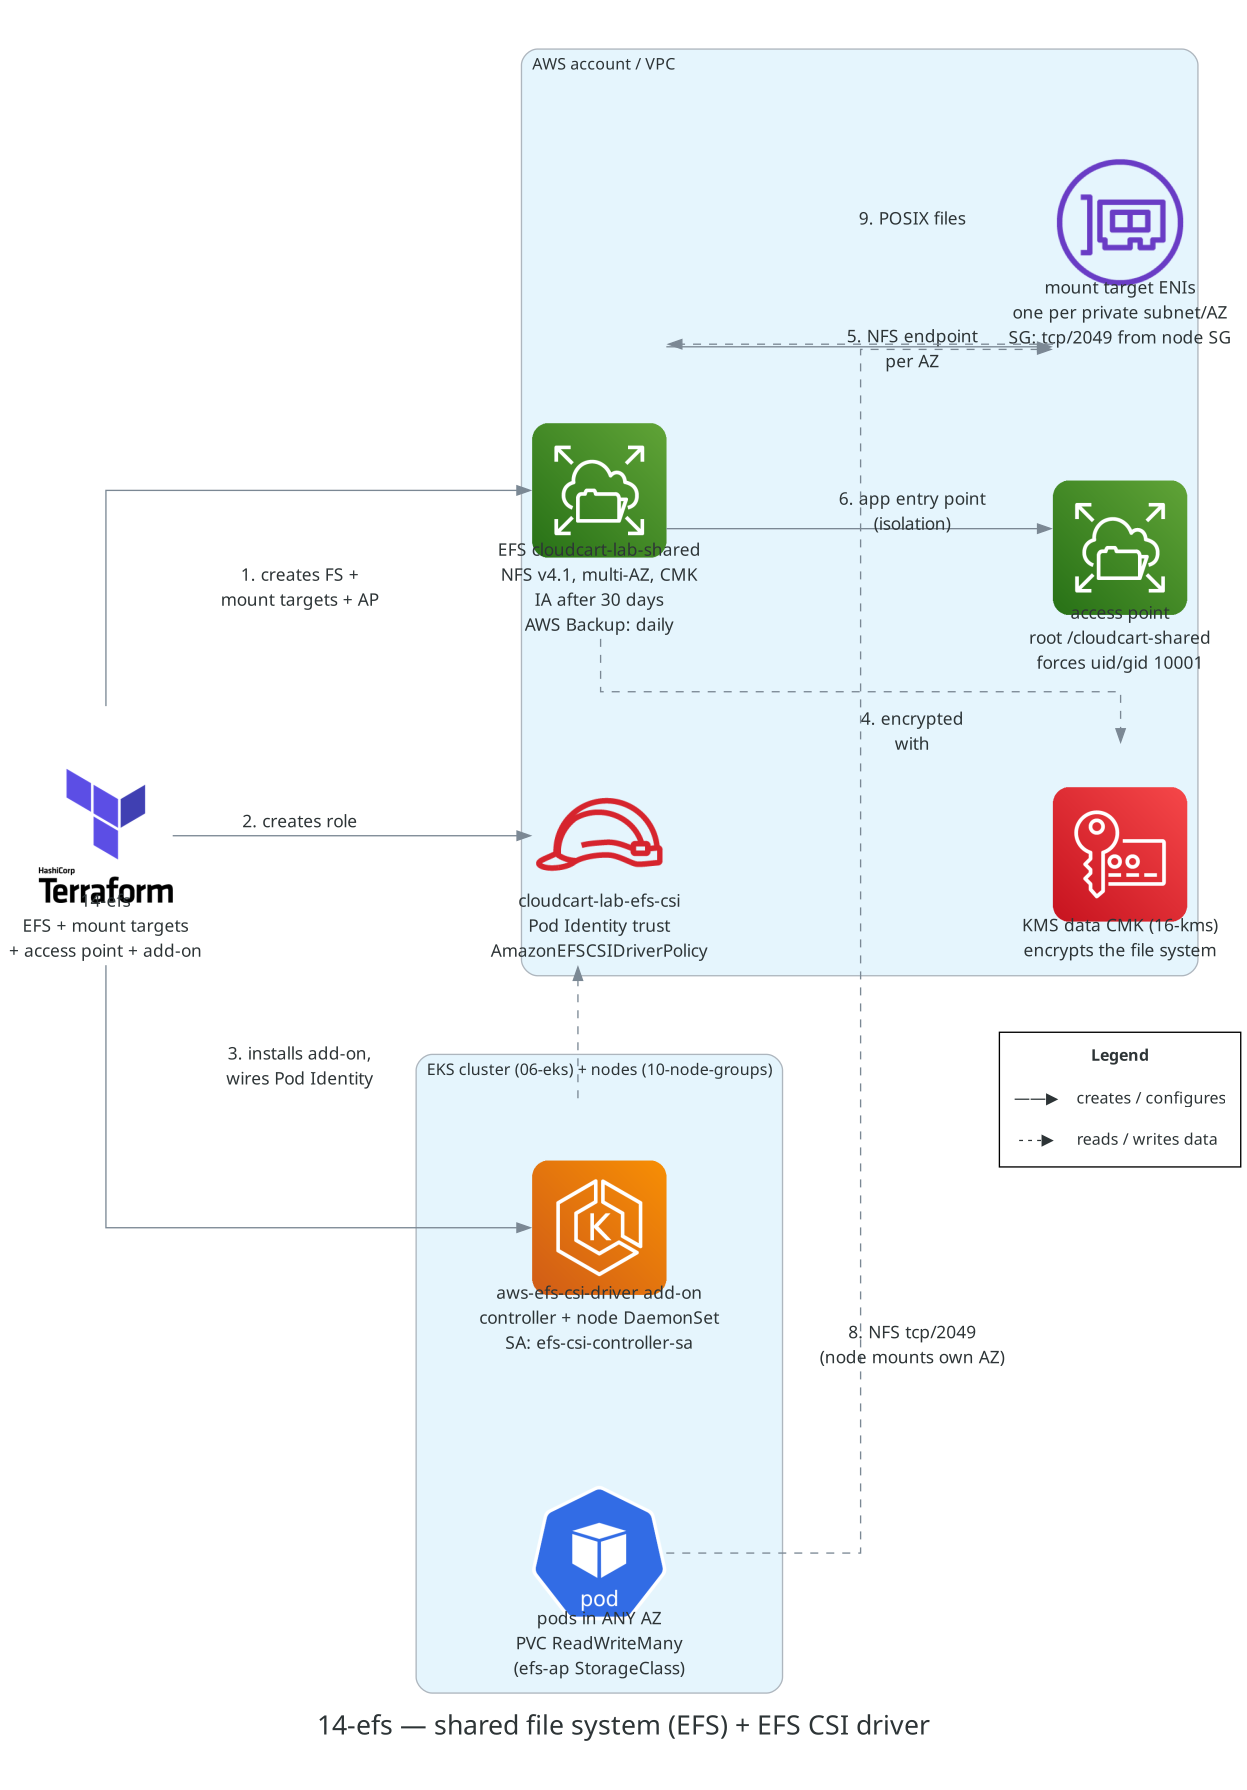 AWS account / VPC
9. POSIX files
mount target ENIs
one per private subnet/AZ
SG: tcp/2049 from node SG
5. NFS endpoint
per AZ
6. app entry point
(isolation)
EFS cloudcart-lab-shared
NFS v4.1, multi-AZ, CMK
IA after 30 days
AWS Backup: daily
1. creates FS +
mount targets + AP
access point
root /cloudcart-shared
forces uid/gid 10001
4. encrypted
with
2. creates role
HashiCorp
Terraform
14-efs
EFS + mount targets
+ access point + add-on
cloudcart-lab-efs-csi
Pod Identity trust
AmazonEFSCSIDriverPolicy
KMS data CMK (16-kms)
encrypts the file system
3. installs add-on,
wires Pod Identity
EKS cluster (06-eks) + nodes (10-node-groups)
Legend
creates / configures
reads / writes data
K
aws-efs-csi-driver add-on
controller + node DaemonSet
SA: efs-csi-controller-sa
8. NFS tcp/2049
(node mounts own AZ)
pod
pods in ANY AZ
PVC ReadWriteMany
(efs-ap StorageClass)
14-efs — shared file system (EFS) + EFS CSI driver